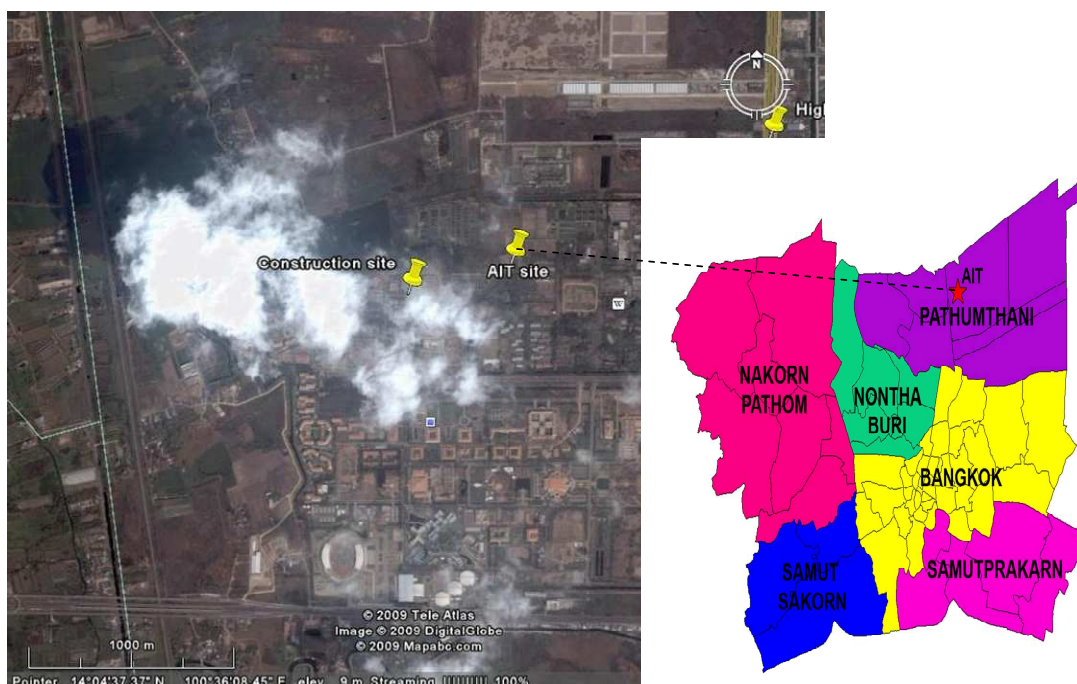 N
High
Construction site
AIT site
© 2009 Tele Atlas
Image © 2009 DigitalGlobe
© 2009 Mapabc.com
1000 m
Pointer 14°04'37.37" N 100°36'08.45" E elev 9 m Streaming ||||||||| 100%
AIT
PATHUMTHANI
NAKORN
PATHOM
NONTHA
BURI
BANGKOK
SAMUT
SAKORN
SAMUTPRAKARN